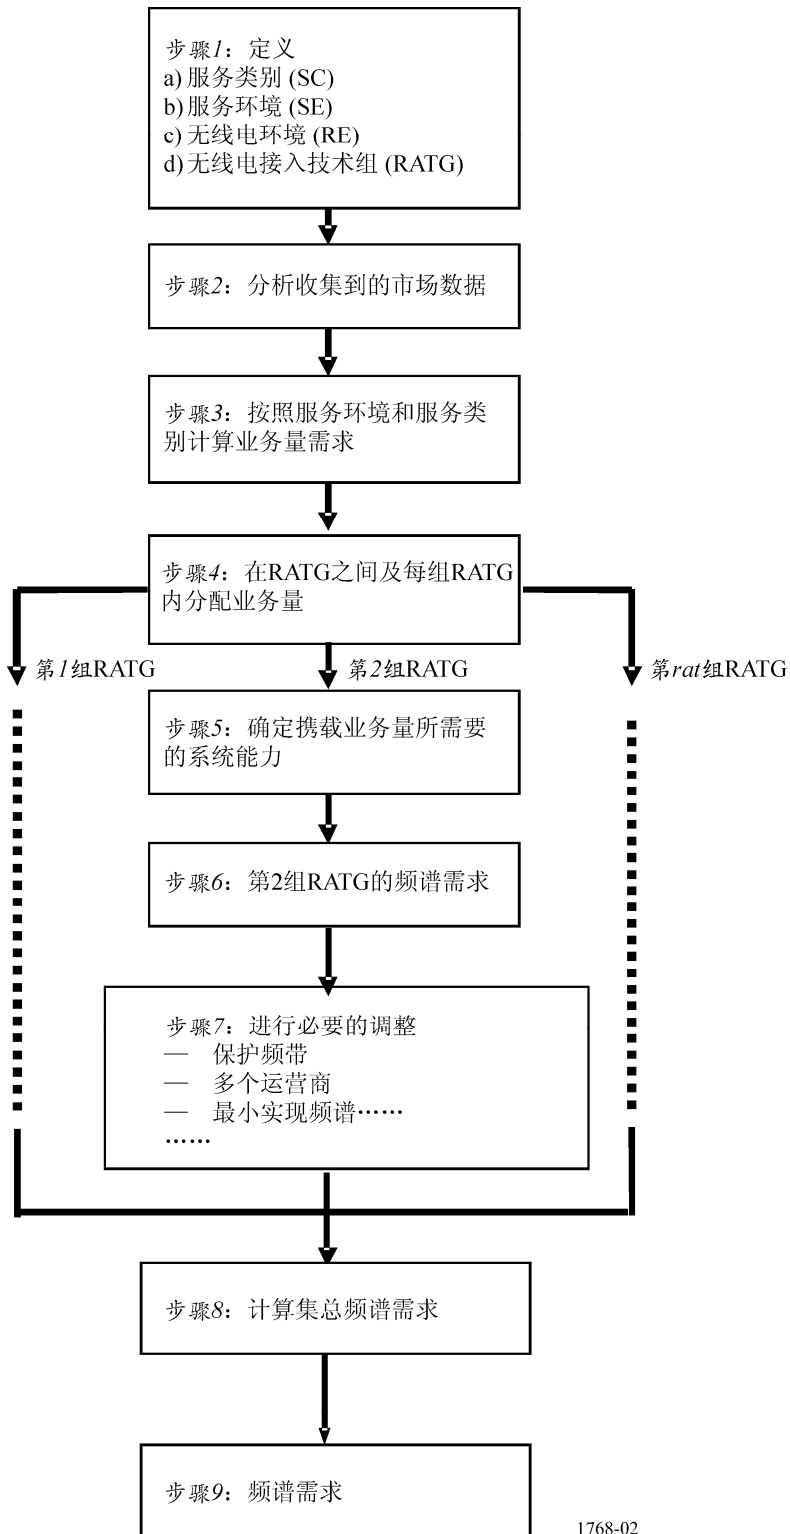 步骤1：定义
a) 服务类别 (SC)
b) 服务环境 (SE)
c) 无线电环境 (RE)
d) 无线电接入技术组 (RATG)
步骤2：分析收集到的市场数据
步骤3：按照服务环境和服务类
别计算业务量需求
步骤4：在RATG之间及每组RATG
内分配业务量
第1组RATG
第2组RATG
第rat组RATG
步骤5：确定携载业务量所需要
的系统能力
步骤6：第2组RATG的频谱需求
步骤7：进行必要的调整
— 保护频带
— 多个运营商
— 最小实现频谱……
……
步骤8：计算集总频谱需求
步骤9：频谱需求
1768-02